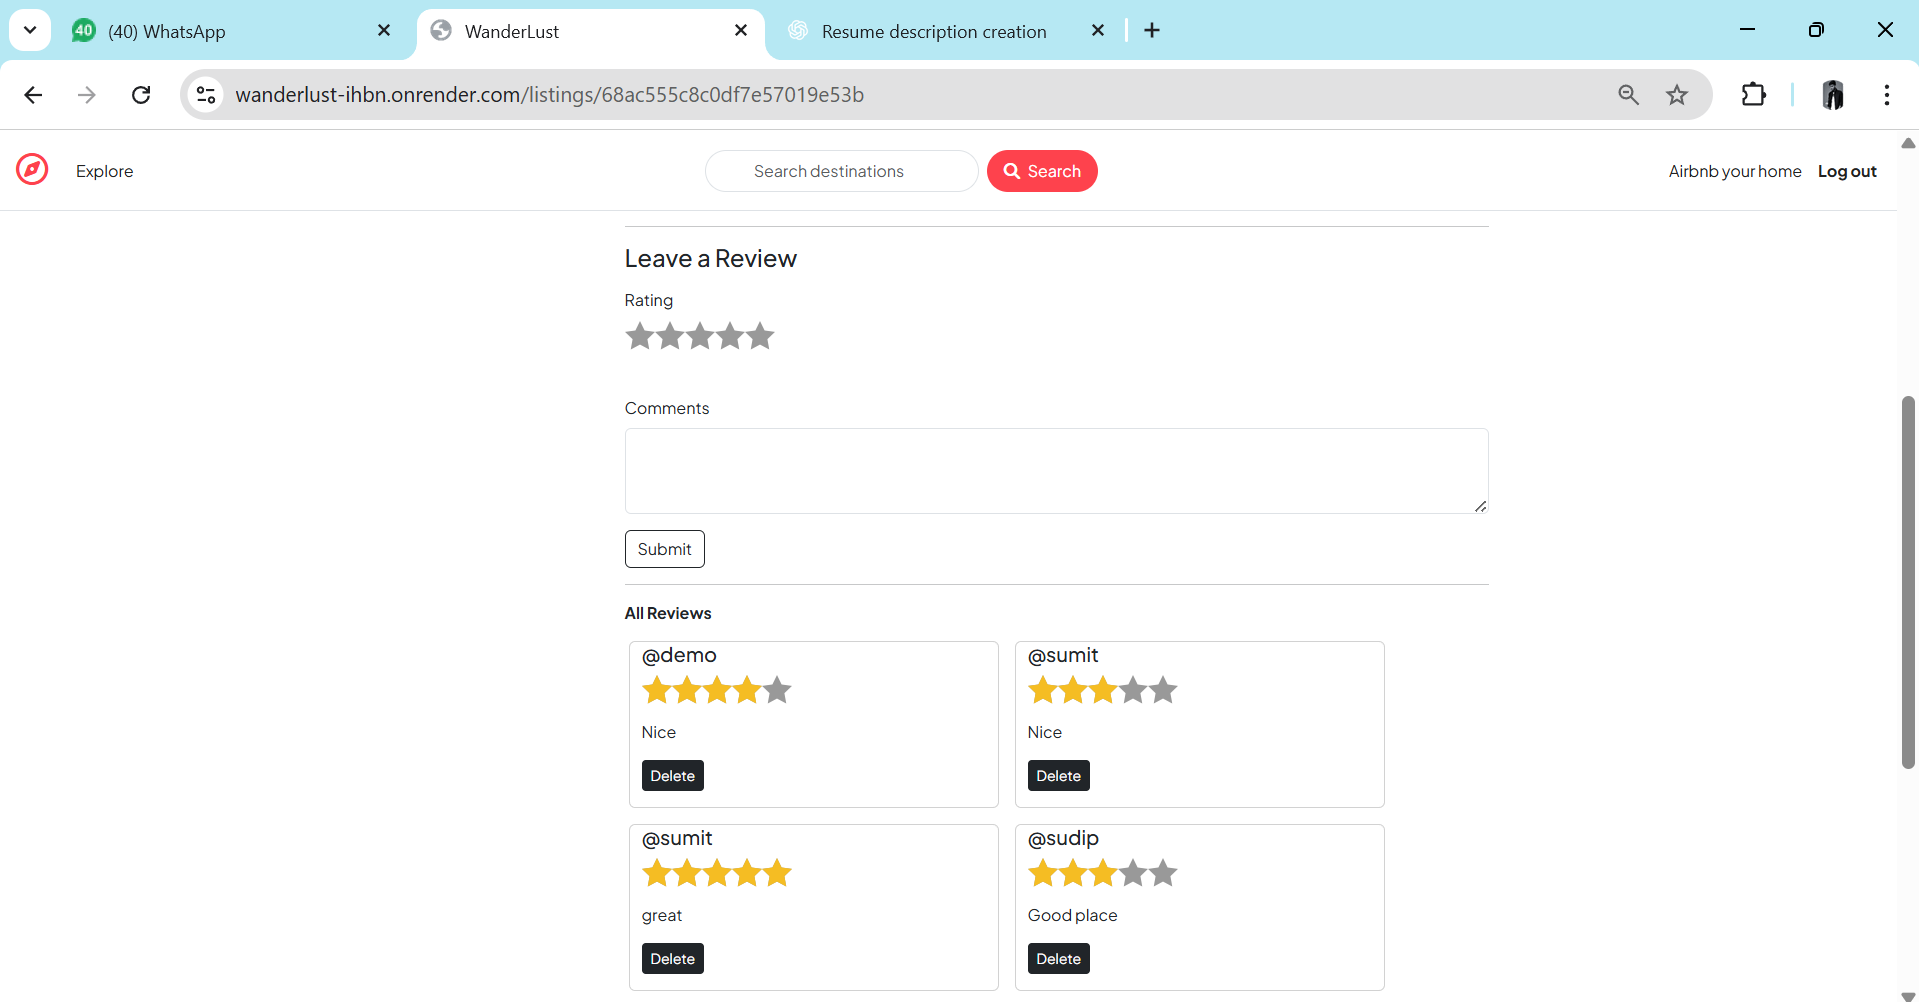 40 (40) WhatsApp
WanderLust
Resume description creation
wanderlust-ihbn.onrender.com/listings/68ac555c8c0df7e57019e53b
Explore
Search destinations
Search
Airbnb your home
Log out
Leave a Review
Rating
Comments
Submit
All Reviews
@demo
Nice
Delete
@sumit
Nice
Delete
@sumit
great
Delete
@sudip
Good place
Delete